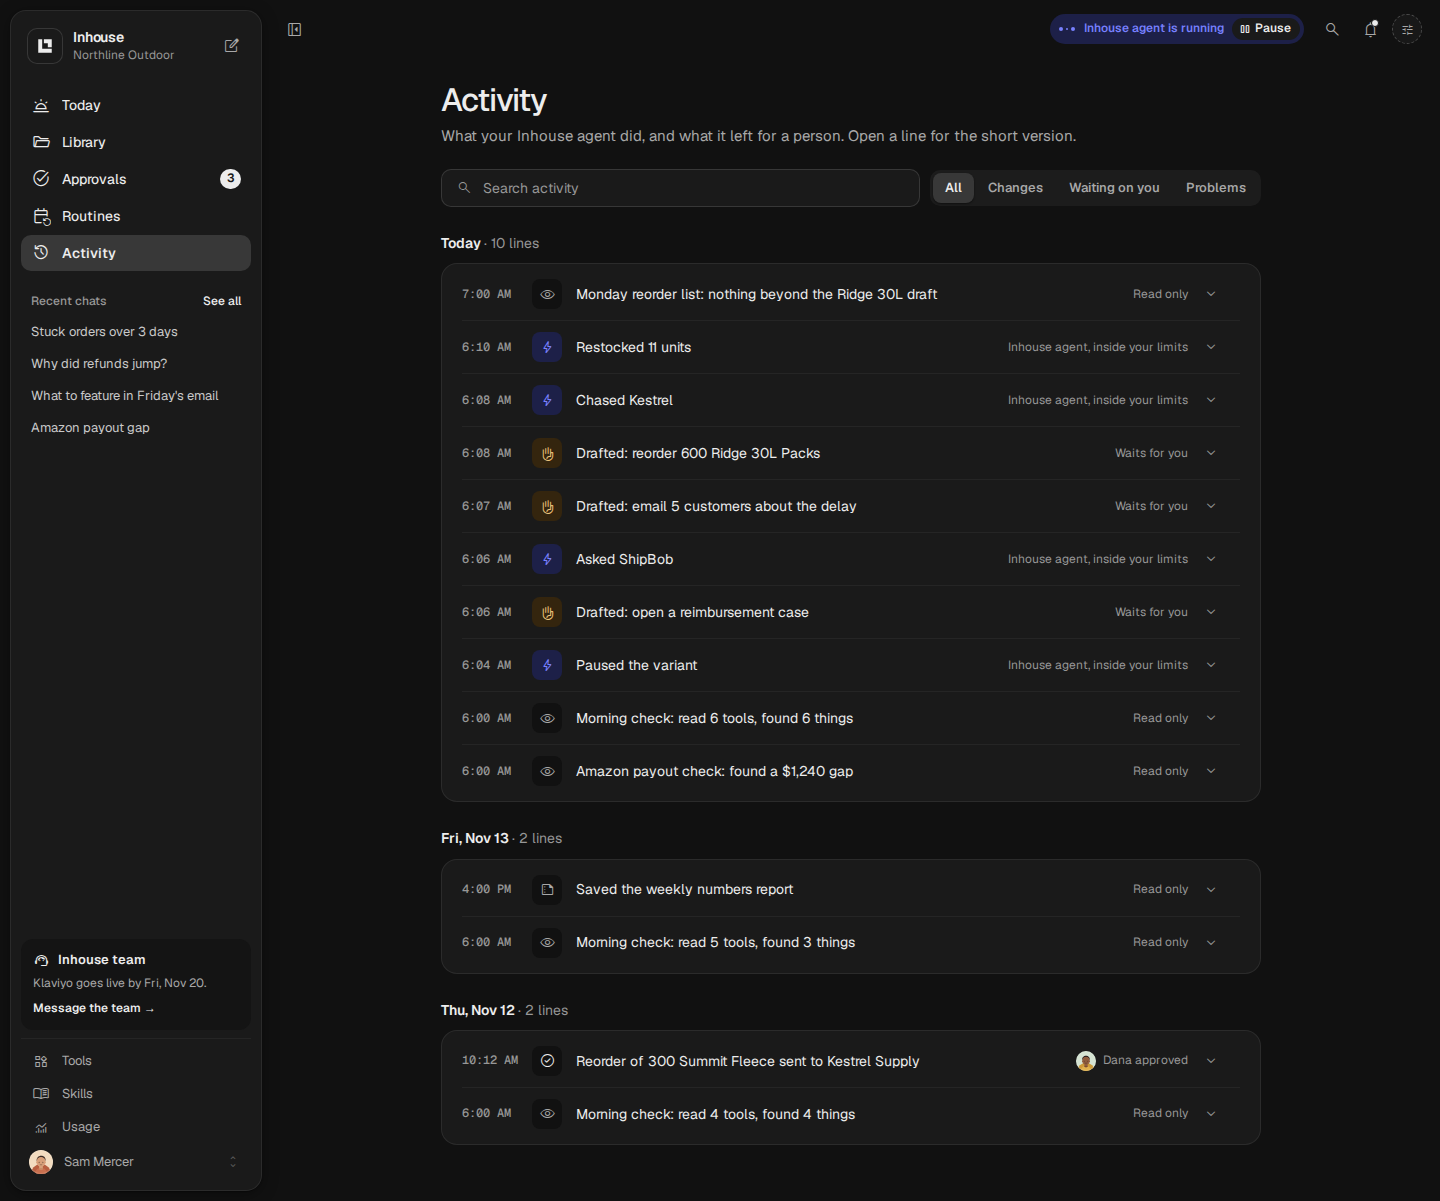 Inhouse
Northline Outdoor
Today
Library
Approvals 3
Routines
Activity
Recent chats See all
Stuck orders over 3 days
Why did refunds jump?
What to feature in Friday's email
Amazon payout gap
Inhouse team
Klaviyo goes live by Fri, Nov 20.
Message the team →
Tools
Skills
Usage
Sam Mercer
Inhouse agent is running Pause
Activity
What your Inhouse agent did, and what it left for a person. Open a line for the short version.
Search activity All Changes Waiting on you Problems
Today · 10 lines
7:00 AM Monday reorder list: nothing beyond the Ridge 30L draft Read only
6:10 AM Restocked 11 units Inhouse agent, inside your limits
6:08 AM Chased Kestrel Inhouse agent, inside your limits
6:08 AM Drafted: reorder 600 Ridge 30L Packs Waits for you
6:07 AM Drafted: email 5 customers about the delay Waits for you
6:06 AM Asked ShipBob Inhouse agent, inside your limits
6:06 AM Drafted: open a reimbursement case Waits for you
6:04 AM Paused the variant Inhouse agent, inside your limits
6:00 AM Morning check: read 6 tools, found 6 things Read only
6:00 AM Amazon payout check: found a $1,240 gap Read only
Fri, Nov 13 · 2 lines
4:00 PM Saved the weekly numbers report Read only
6:00 AM Morning check: read 5 tools, found 3 things Read only
Thu, Nov 12 · 2 lines
10:12 AM Reorder of 300 Summit Fleece sent to Kestrel Supply Dana approved
6:00 AM Morning check: read 4 tools, found 4 things Read only